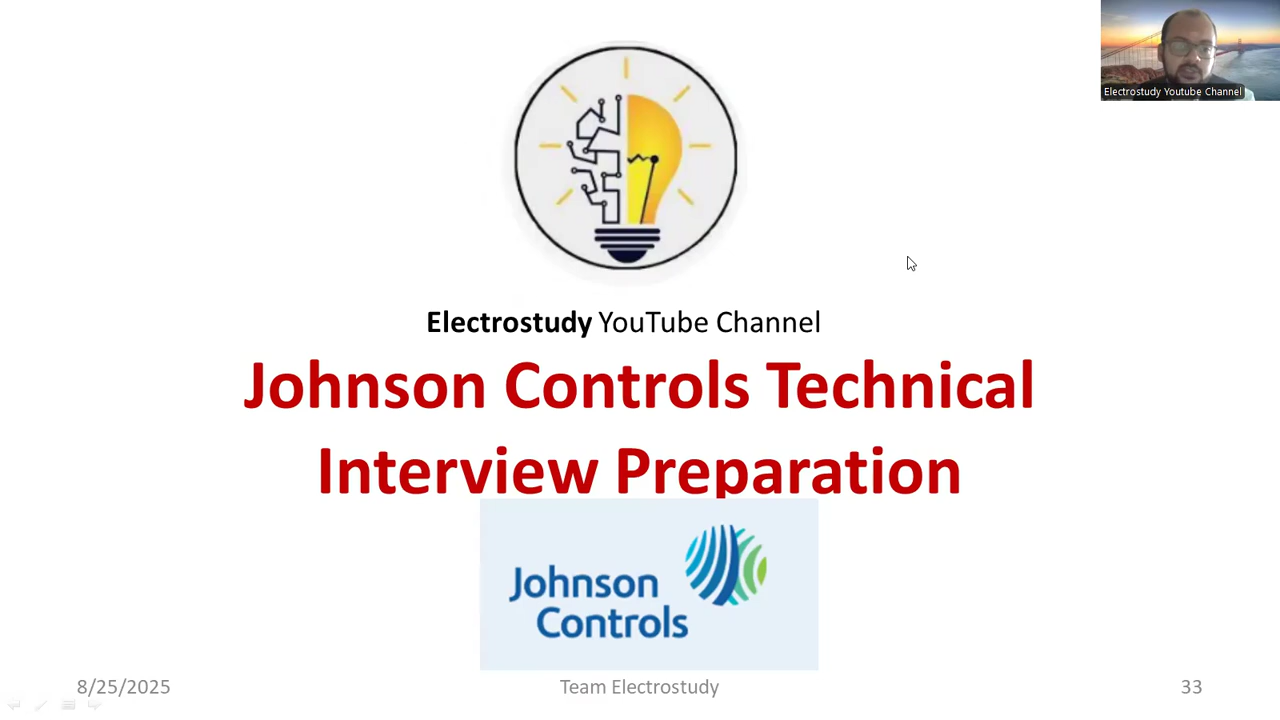 Electrostudy Youtube Channel
Electrostudy YouTube Channel
Johnson Controls Technical
Interview Preparation
Johnson
Controls
8/25/2025
Team Electrostudy
33